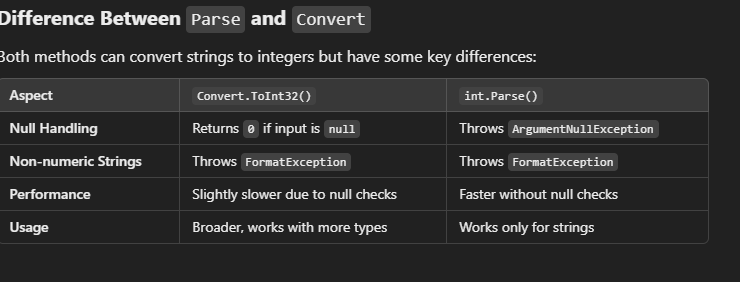 Difference Between Parse and Convert
Both methods can convert strings to integers but have some key differences:
Aspect Convert.ToInt32() int.Parse()
Null Handling Returns 0 if input is null Throws ArgumentNullException
Non-numeric Strings Throws FormatException Throws FormatException
Performance Slightly slower due to null checks Faster without null checks
Usage Broader, works with more types Works only for strings